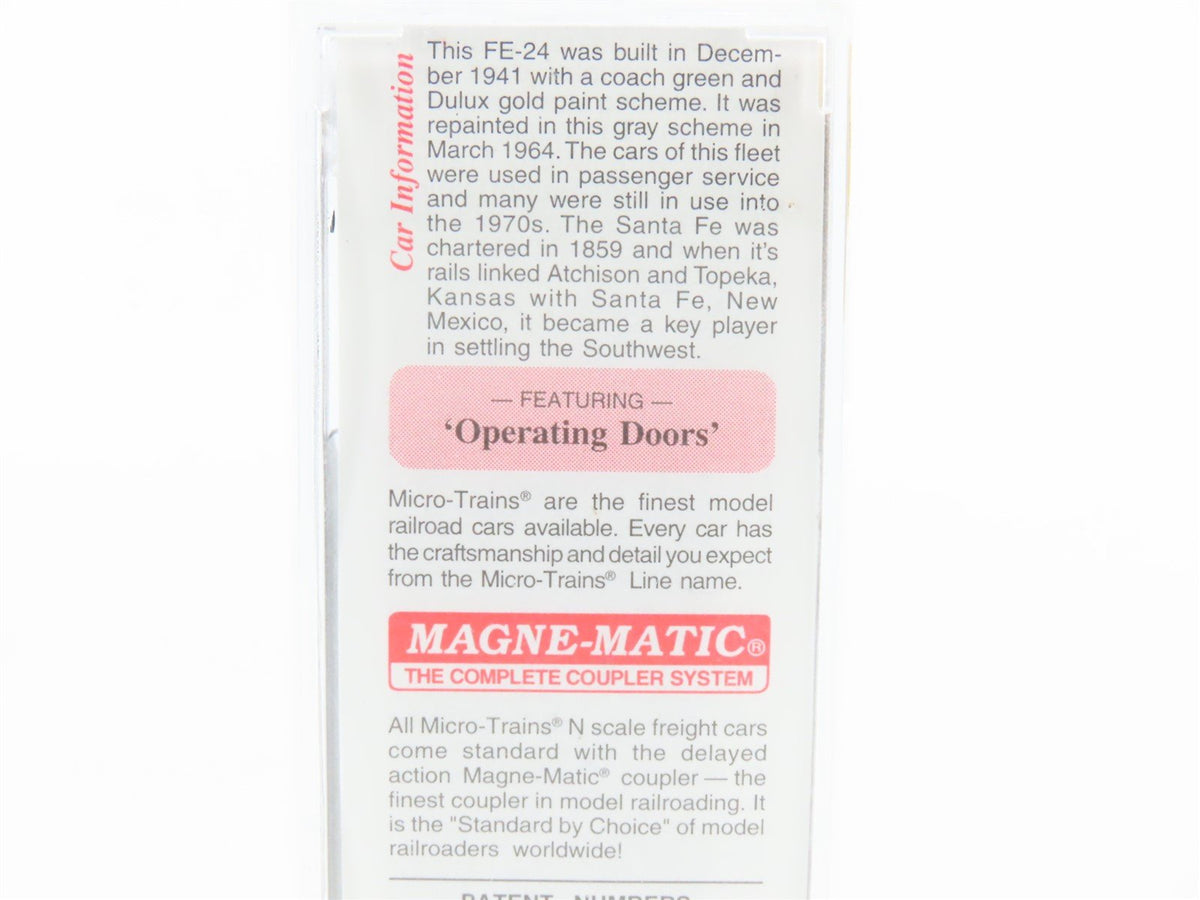 Car Information
This FE-24 was built in Decem-
ber 1941 with a coach green and
Dulux gold paint scheme. It was
repainted in this gray scheme in
March 1964. The cars of this fleet
were used in passenger service
and many were still in use into
the 1970s. The Santa Fe was
chartered in 1859 and when it's
rails linked Atchison and Topeka,
Kansas with Santa Fe, New
Mexico, it became a key player
in settling the Southwest.
— FEATURING —
‘Operating Doors’
Micro-Trains® are the finest model
railroad cars available. Every car has
the craftsmanship and detail you expect
from the Micro-Trains® Line name.
MAGNE-MATIC®
THE COMPLETE COUPLER SYSTEM
All Micro-Trains® N scale freight cars
come standard with the delayed
action Magne-Matic® coupler — the
finest coupler in model railroading. It
is the "Standard by Choice" of model
railroaders worldwide!
PATENT NUMBERS